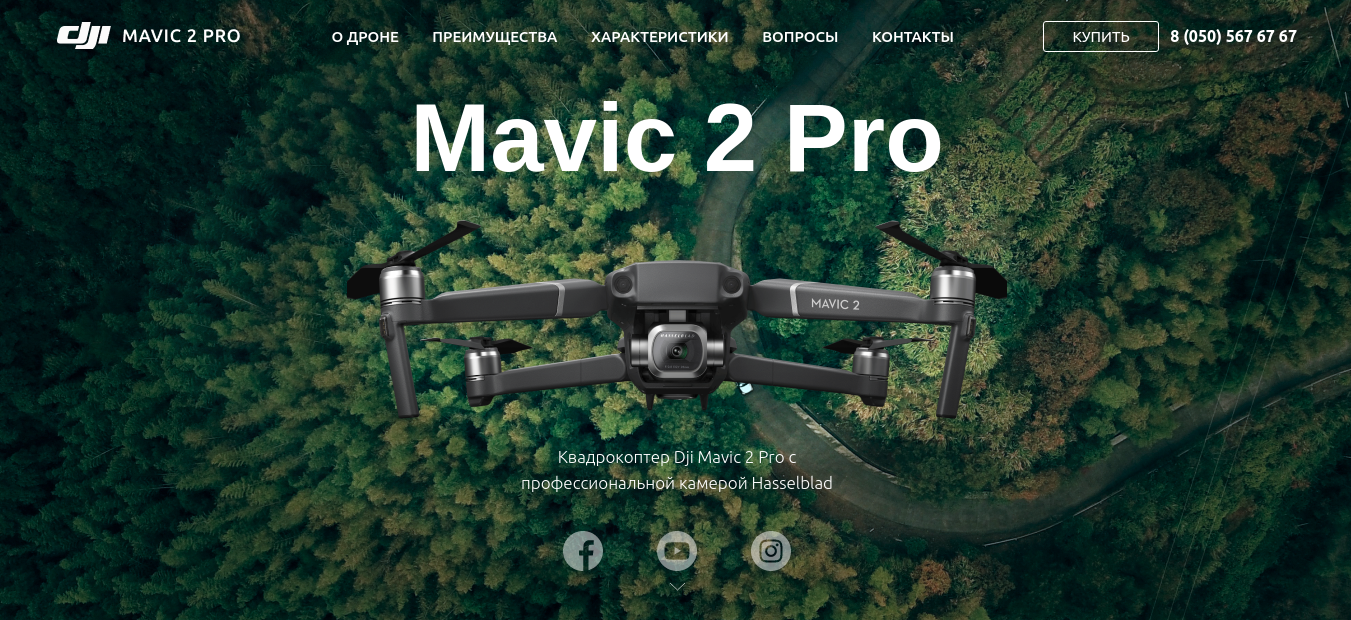 dji MAVIC 2 PRO
О ДРОНЕ
ПРЕИМУЩЕСТВА
ХАРАКТЕРИСТИКИ
ВОПРОСЫ
КОНТАКТЫ
КУПИТЬ
8 (050) 567 67 67
Mavic 2 Pro
MAVIC 2
HASSELBLAD
Квадрокоптер Dji Mavic 2 Pro с
профессиональной камерой Hasselblad